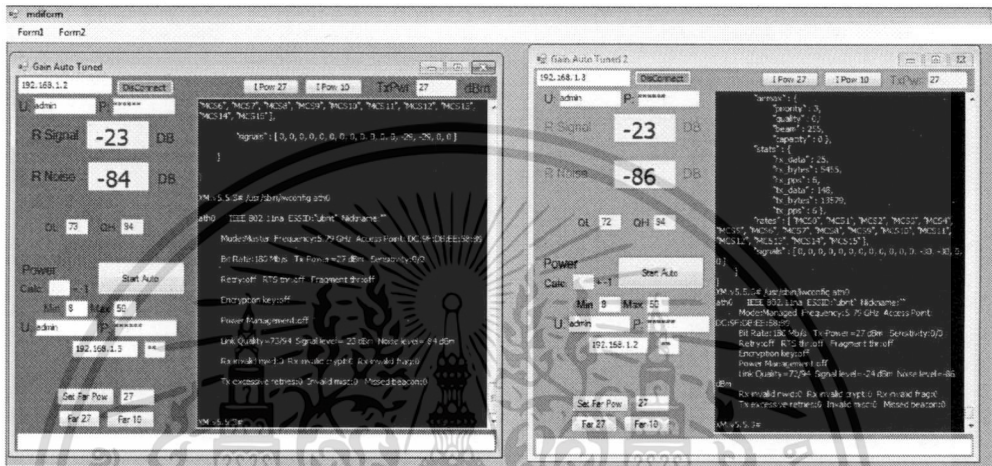 mdiform
Form1 Form2
Gain Auto Tuned
192.168.1.2 DisConnect I Pow 27 I Pow 10 TxPwr 27 dBm
U: admin P: ******
R Signal -23 DB
R Noise -84 DB
QL 73 QH 94
Power
Calc +-1
Start Auto
Min 8 Max 50
U: admin P: ******
192.168.1.3 **
Set Far Pow 27
Far 27 Far 10
"MCS6", "MCS7", "MCS8", "MCS9", "MCS10", "MCS11", "MCS12", "MCS13",
"MCS14", "MCS15"],
"signals" : [ 0, 0, 0, 0, 0, 0, 0, 0, 0, 0, 0, 0, -29, -29, 0, 0 ]
}
XM.v5.5.3# /usr/sbin/iwconfig ath0
ath0 IEEE 802.11na ESSID:"ubnt" Nickname:""
Mode:Master Frequency:5.79 GHz Access Point:
Bit Rate:180 Mb/s Tx-Power=27 dBm Sensitivity:0/0
Retry:off RTS thr:off Fragment thr:off
Encryption key:off
Power Management:off
Link Quality=73/94 Signal level=-23 dBm Noise level=-84 dBm
Rx invalid nwid:0 Rx invalid crypt:0 Rx invalid frag:0
Tx excessive retries:0 Invalid misc:0 Missed beacon:0
XM.v5.5.3#
Gain Auto Tuned 2
192.168.1.3 DisConnect I Pow 27 I Pow 10 TxPwr 27
U: admin P: ******
R Signal -23 DB
R Noise -86 DB
QL 72 QH 94
Power
Calc +-1
Start Auto
Min 8 Max 50
U: admin P: ******
192.168.1.2 **
Set Far Pow 27
Far 27 Far 10
"airmax" : {
"priority" : 0,
"quality" : 0,
"beam" : 255,
"capacity" : 0 },
"stats" : {
"rx_data" : 25,
"rx_bytes" : 5455,
"rx_pps" : 6,
"tx_data" : 148,
"tx_bytes" : 13579,
"tx_pps" : 6 },
"rates" : [ "MCS0", "MCS1", "MCS2", "MCS3", "MCS4",
"MCS5", "MCS6", "MCS7", "MCS8", "MCS9", "MCS10", "MCS11",
"MCS12", "MCS13", "MCS14", "MCS15"],
"signals" : [ 0, 0, 0, 0, 0, 0, 0, 0, 0, 0, 0, 0, -30, -30, 0,
0 ]
}
XM.v5.5.3# /usr/sbin/iwconfig ath0
ath0 IEEE 802.11na ESSID:"ubnt" Nickname:""
Mode:Managed Frequency:5.79 GHz Access Point:
Bit Rate:180 Mb/s Tx-Power=27 dBm Sensitivity:0/0
Retry:off RTS thr:off Fragment thr:off
Encryption key:off
Power Management:off
Link Quality=72/94 Signal level=-24 dBm Noise level=-86
dBm
Rx invalid nwid:0 Rx invalid crypt:0 Rx invalid frag:0
Tx excessive retries:0 Invalid misc:0 Missed beacon:0
XM.v5.5.3#